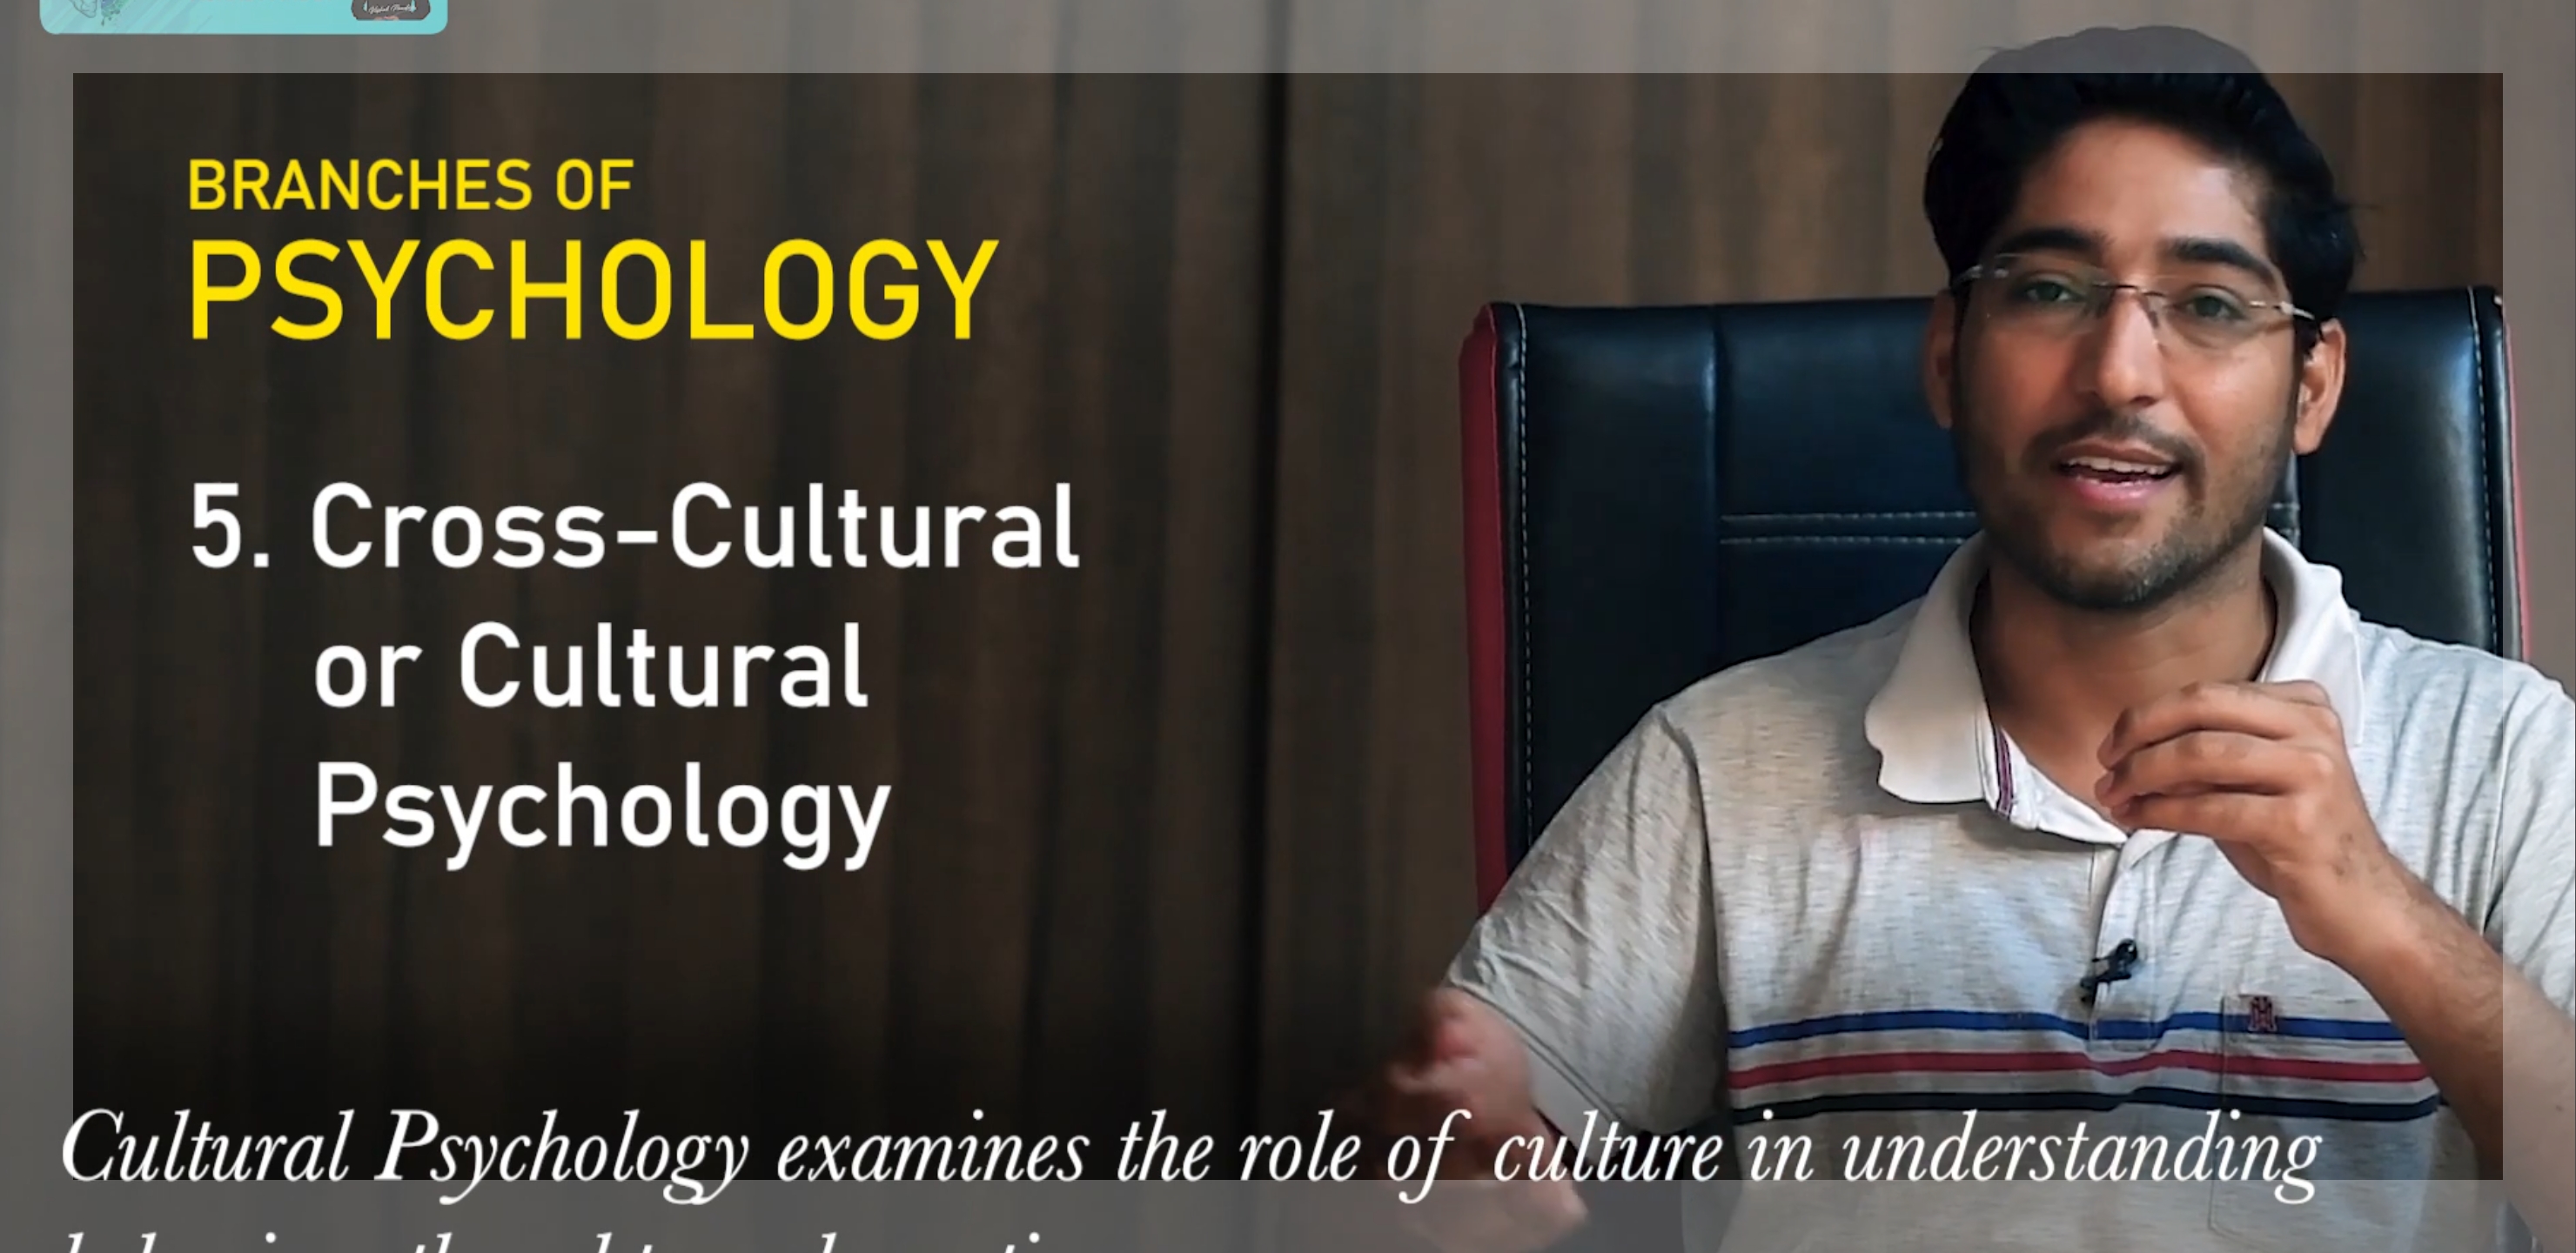 BRANCHES OF
PSYCHOLOGY
5. Cross-Cultural
or Cultural
Psychology
Cultural Psychology examines the role of culture in understanding